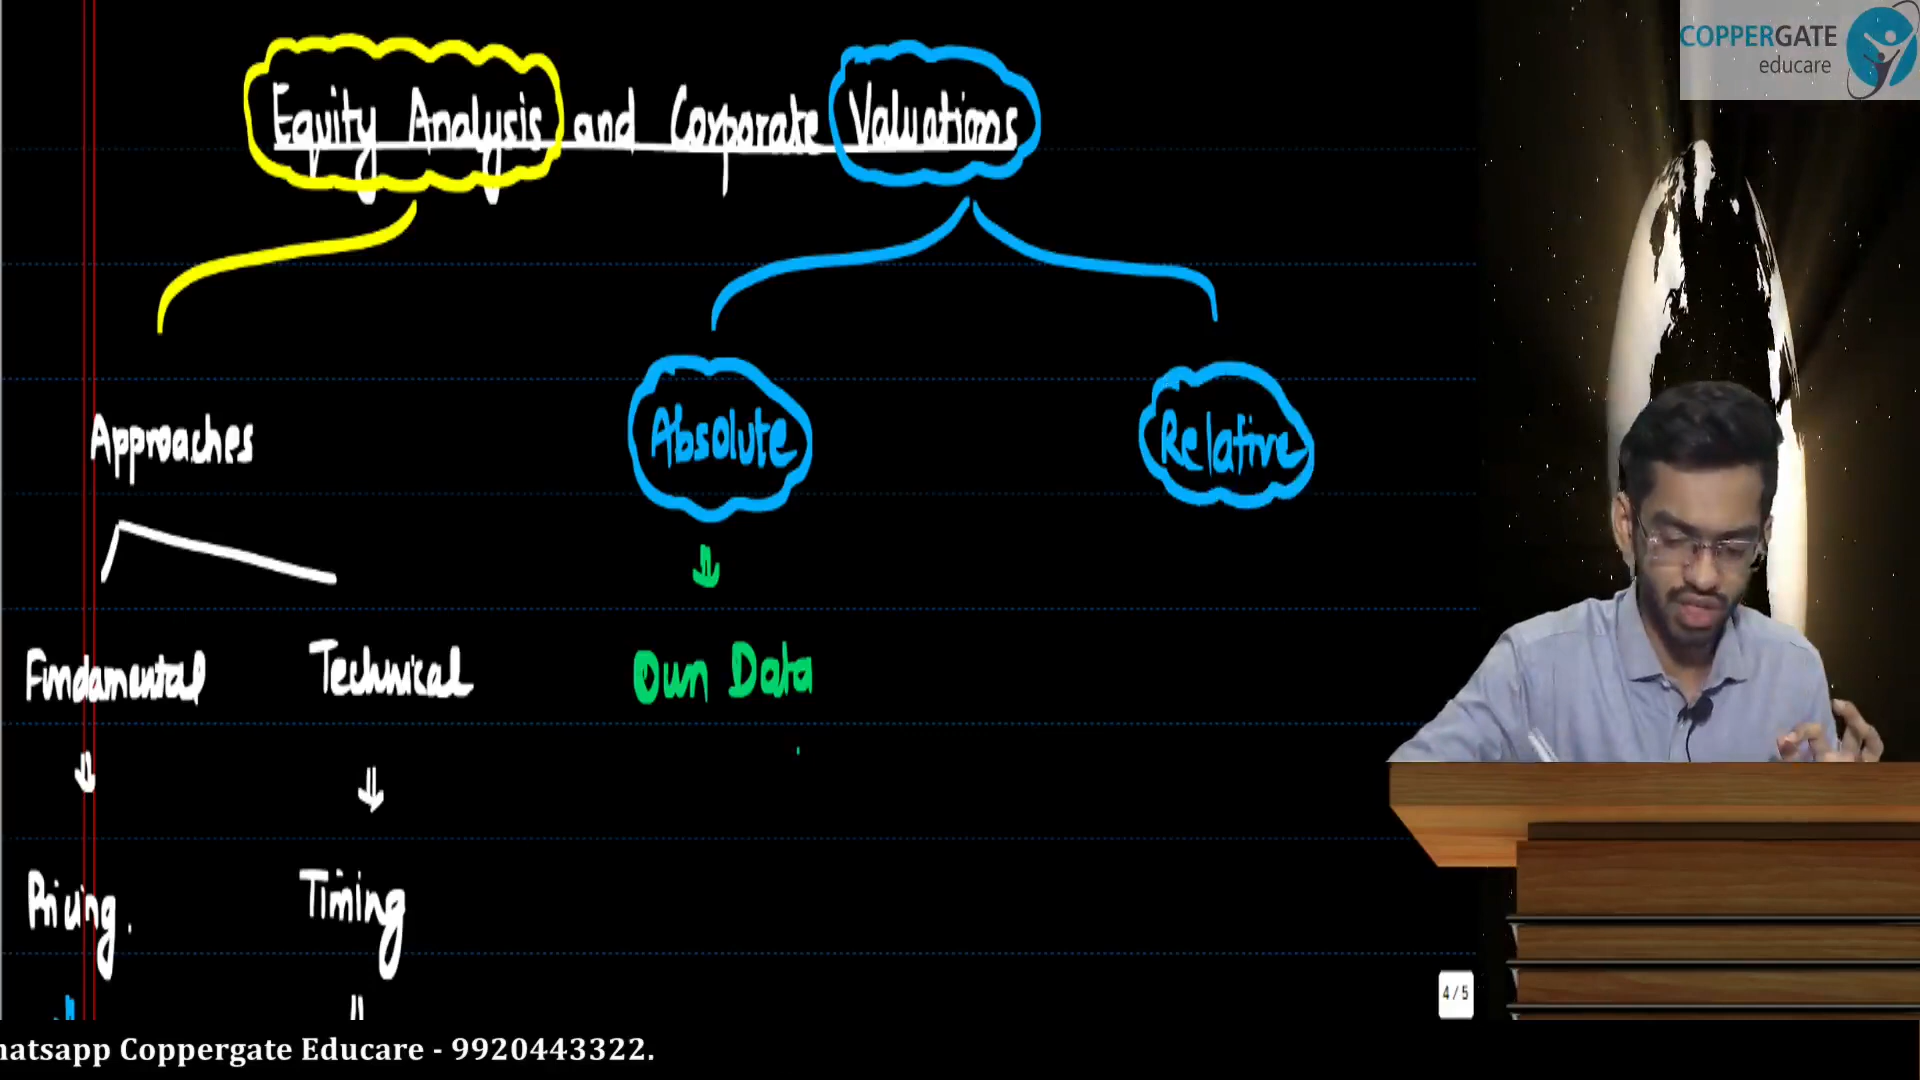 COPPERGATE
educare
Equity Analysis and Corporate Valuations
Approaches
Absolute
Relative
Fundamental
Technical
Own Data
Pricing.
Timing
4/5
hatsapp Coppergate Educare - 9920443322.